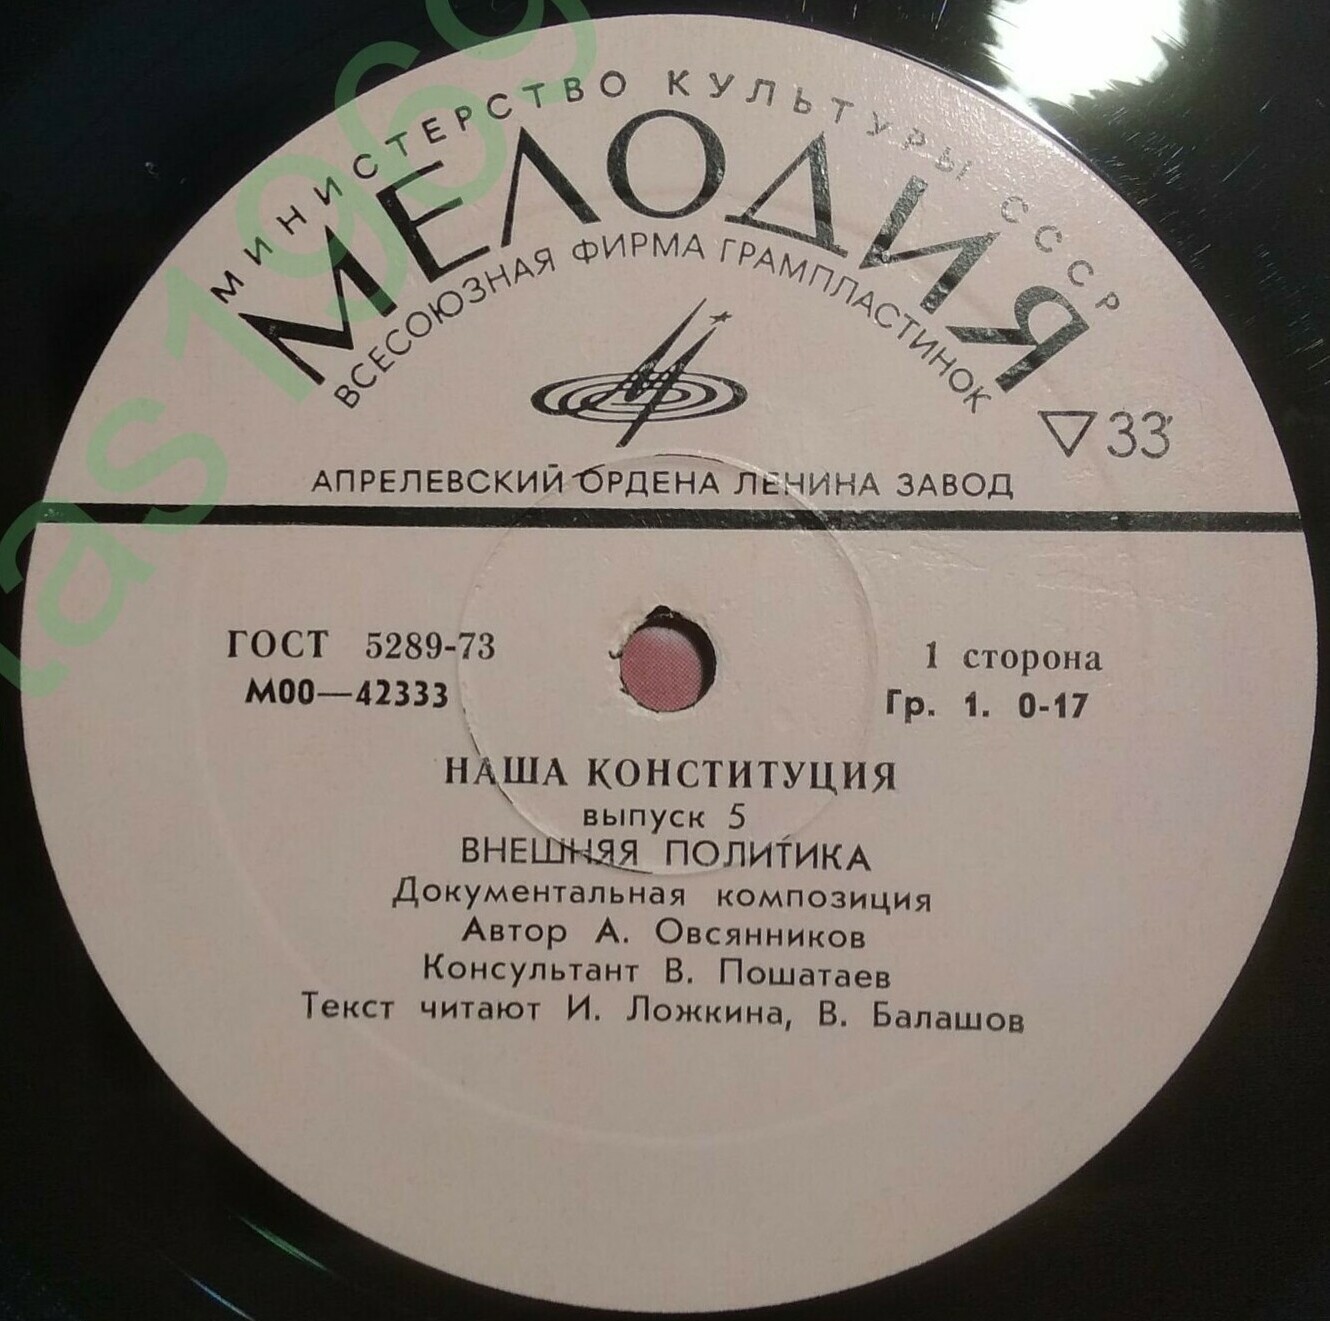 МИНИСТЕРСТВО КУЛЬТУРЫ СССР
МЕЛОДИЯ
ВСЕСОЮЗНАЯ ФИРМА ГРАМПЛАСТИНОК
33
АПРЕЛЕВСКИЙ ОРДЕНА ЛЕНИНА ЗАВОД
ГОСТ 5289-73
М00—42333
1 сторона
Гр. 1. 0-17
НАША КОНСТИТУЦИЯ
выпуск 5
ВНЕШНЯЯ ПОЛИТИКА
Документальная композиция
Автор А. Овсянников
Консультант В. Пошатаев
Текст читают И. Ложкина, В. Балашов
tas 1969